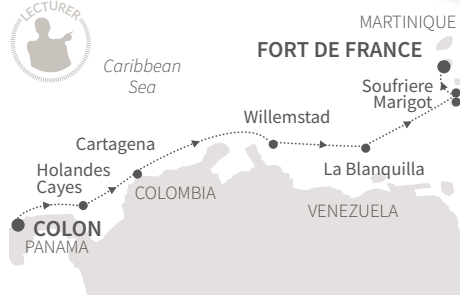 LECTURER
MARTINIQUE
FORT DE FRANCE
Caribbean
Sea
Soufriere
Marigot
Willemstad
Cartagena
La Blanquilla
Holandes
Cayes
COLOMBIA
VENEZUELA
COLON
PANAMA